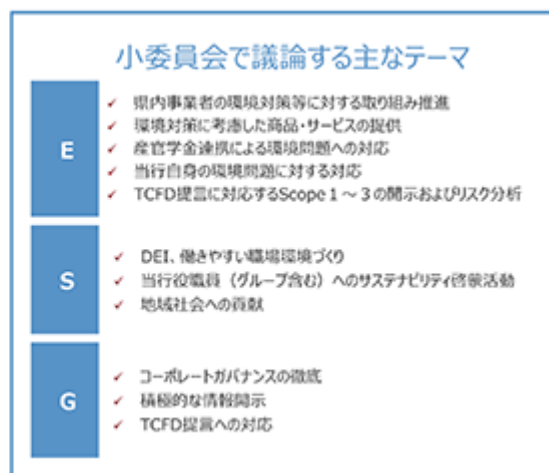 小委員会で議論する主なテーマ
E
✓ 県内事業者の環境対策等に対する取り組み推進
✓ 環境対策に考慮した商品・サービスの提供
✓ 産官学金連携による環境問題への対応
✓ 当行自身の環境問題に対する対応
✓ TCFD提言に対応するScope 1 ~ 3 の開示およびリスク分析
S
✓ DEI、働きやすい職場環境づくり
✓ 当行役職員（グループ含む）へのサステナビリティ啓蒙活動
✓ 地域社会への貢献
G
✓ コーポレートガバナンスの徹底
✓ 積極的な情報開示
✓ TCFD提言への対応